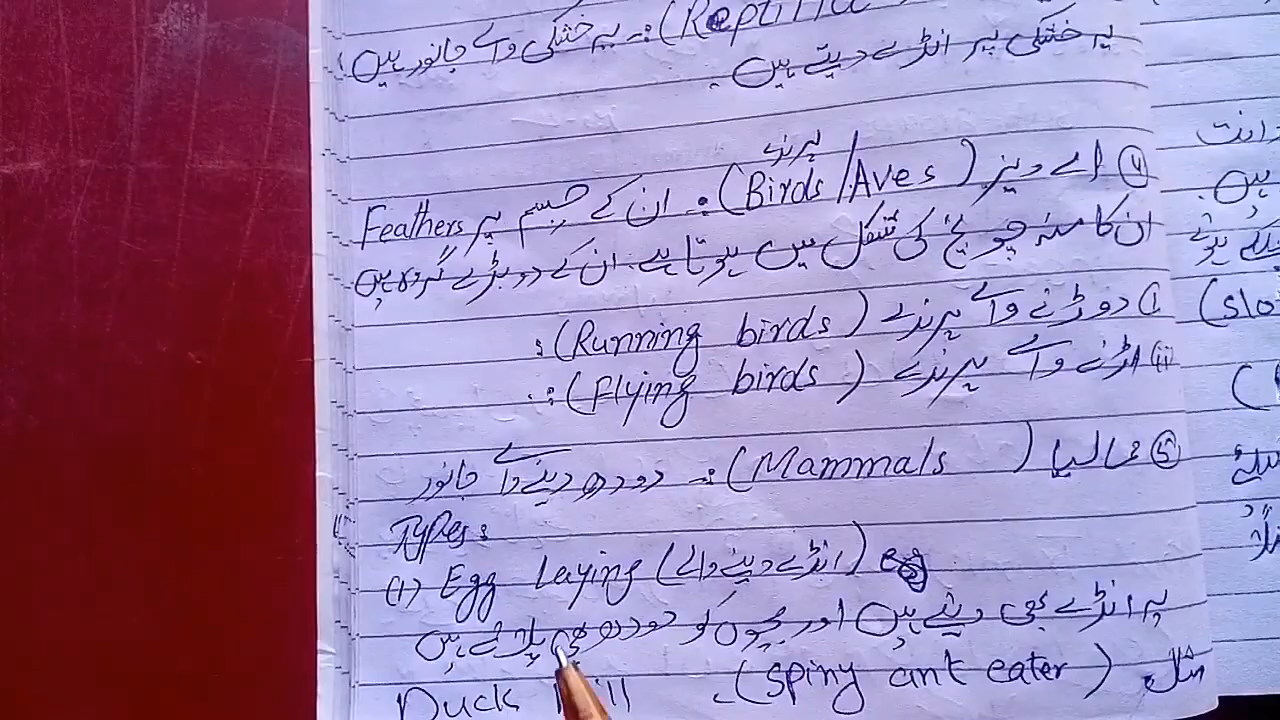 (Reptilia) :۔ یہ خشکی والے جانور ہیں
یہ خشکی پر انڈے دیتے ہیں۔
پرندے
④ اے ویز (Birds/Aves) :۔ ان کے جسم پر Feathers
ان کا منہ چونچ کی شکل میں ہوتا ہے۔ ان کے دو بڑے گروہ ہیں
i) دوڑنے والے پرندے (Running birds) :
ii) اڑنے والے پرندے (Flying birds) :۔
⑤ ممالیا (Mammals) :۔ دودھ دینے والے جانور
Types :
(1) Egg laying (انڈے دینے والے)
یہ انڈے بھی دیتے ہیں اور بچوں کو دودھ بھی پلاتے ہیں
مثال (Spiny ant eater)۔
Duck
ہیں۔